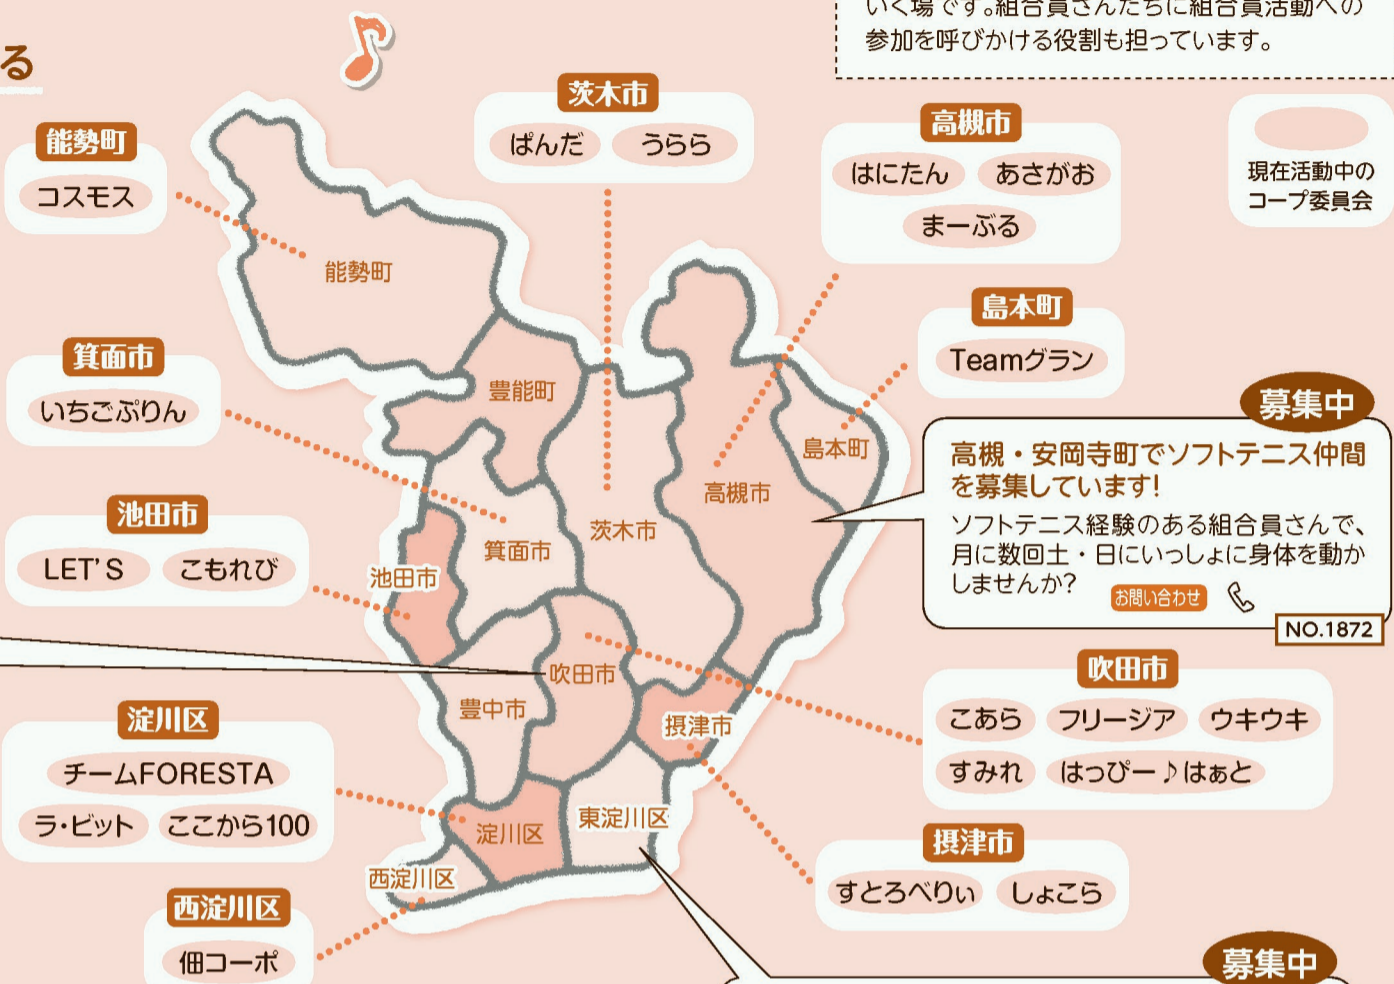 いく場です。組合員さんたちに組合員活動への
参加を呼びかける役割も担っています。
る
能勢町
コスモス
茨木市
ぱんだ うらら
高槻市
はにたん あさがお
まーぶる
現在活動中の
コープ委員会
島本町
Teamグラン
箕面市
いちごぷりん
池田市
LET'S こもれび
淀川区
チームFORESTA
ラ・ビット ここから100
西淀川区
佃コーポ
能勢町
豊能町
箕面市
池田市
茨木市
高槻市
島本町
豊中市
吹田市
摂津市
淀川区
東淀川区
西淀川区
募集中
高槻・安岡寺町でソフトテニス仲間
を募集しています!
ソフトテニス経験のある組合員さんで、
月に数回土・日にいっしょに身体を動か
しませんか?
お問い合わせ
NO.1872
吹田市
こあら フリージア ウキウキ
すみれ はっぴー♪はぁと
摂津市
すとろべりぃ しょこら
募集中